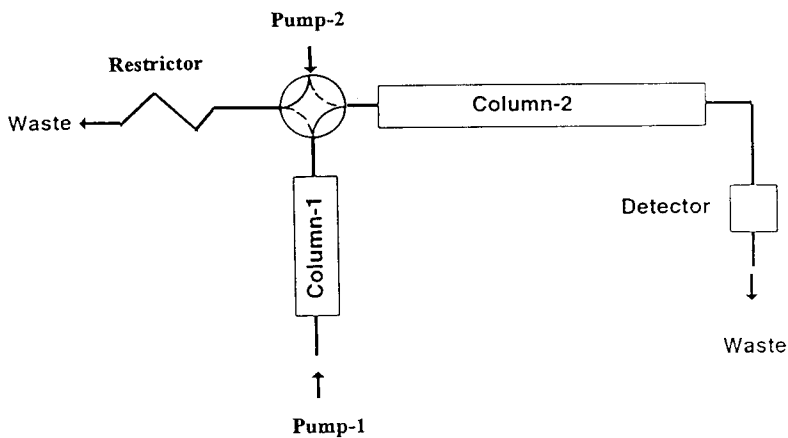 Pump-2
Restrictor
Waste
Column-2
Column-1
Detector
Waste
Pump-1